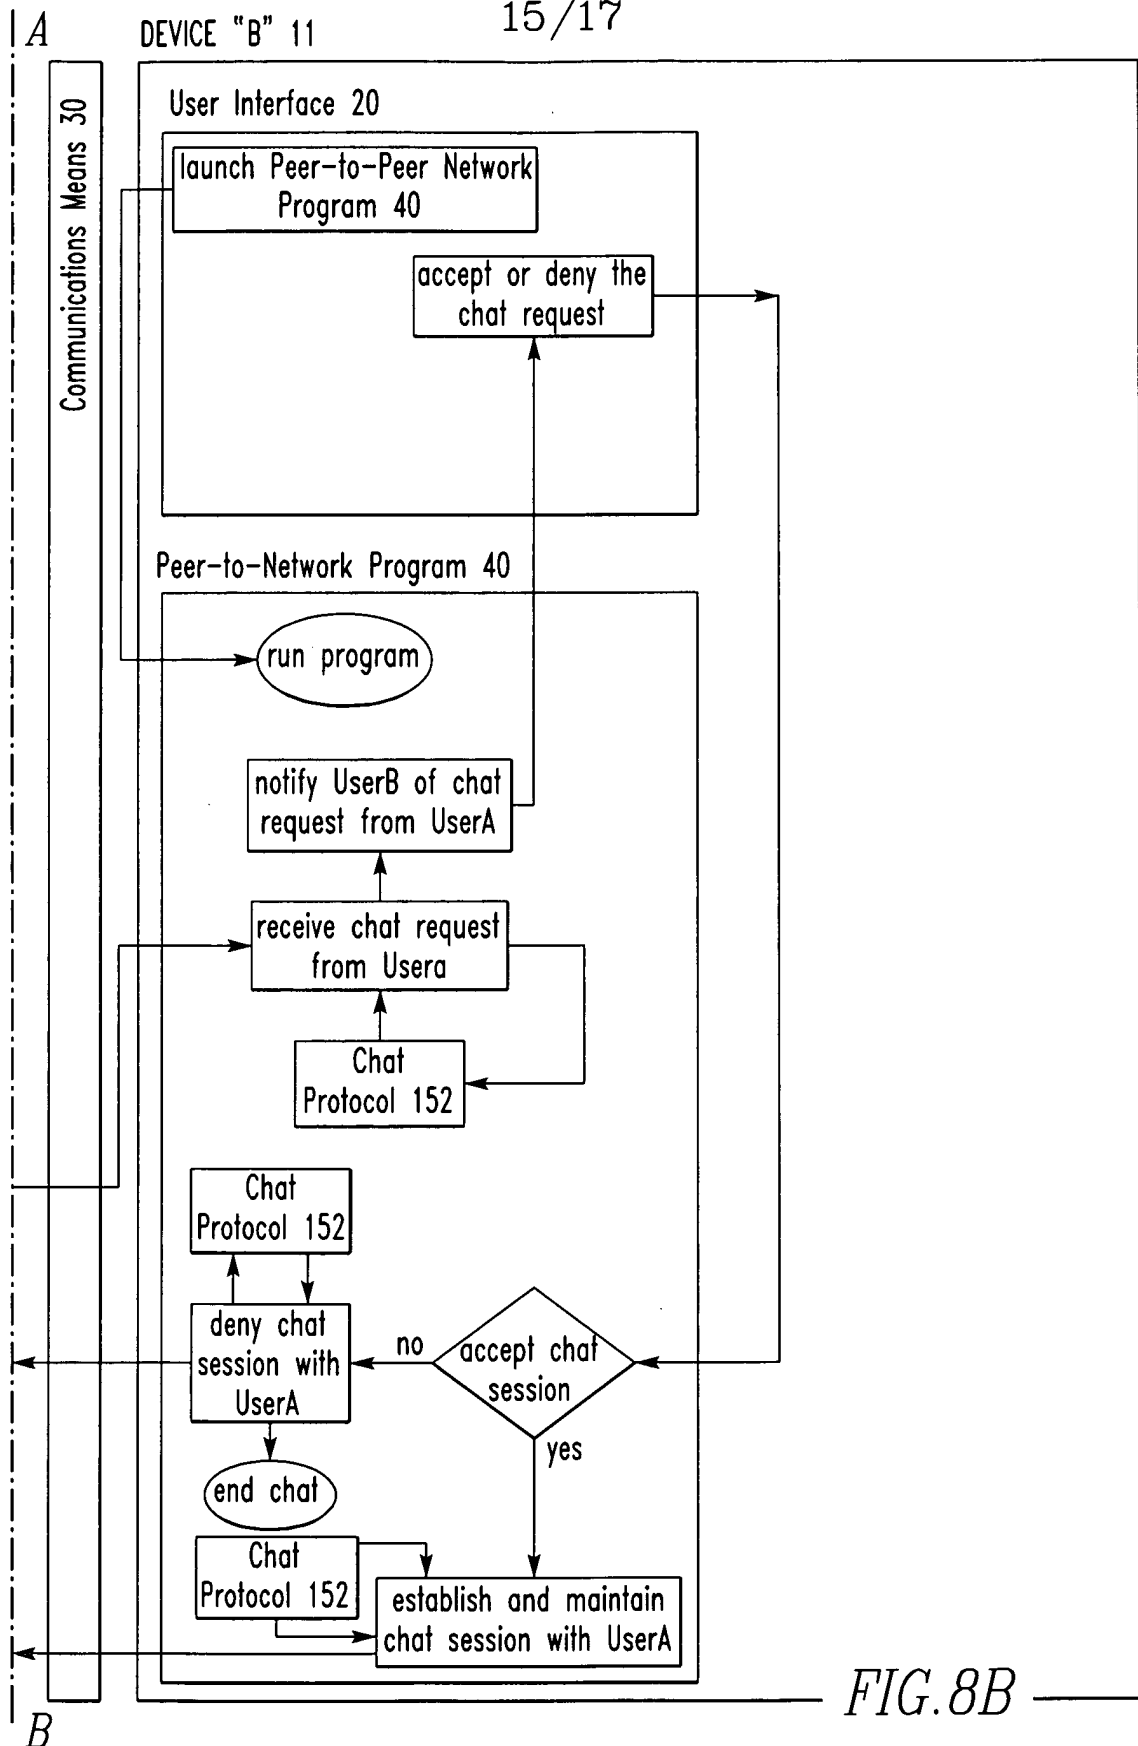 15/17
A
DEVICE "B" 11
Communications Means 30
User Interface 20
launch Peer-to-Peer Network
Program 40
accept or deny the
chat request
Peer-to-Network Program 40
run program
notify UserB of chat
request from UserA
receive chat request
from Usera
Chat
Protocol 152
Chat
Protocol 152
deny chat
session with
UserA
no
accept chat
session
yes
end chat
Chat
Protocol 152
establish and maintain
chat session with UserA
FIG.8B
B